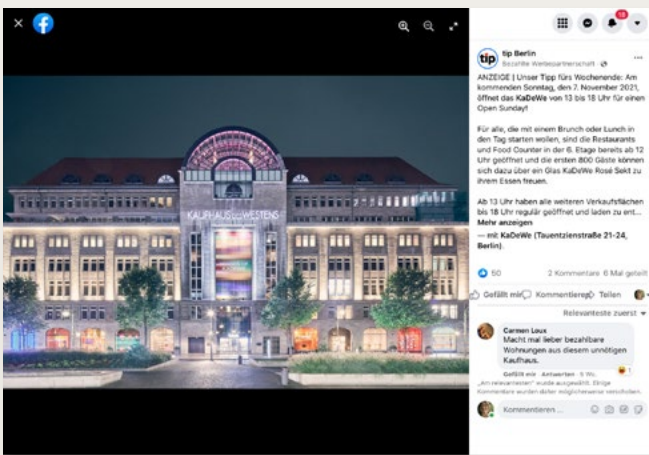 KAUFHAUS DES WESTENS
18
tip
tip Berlin
Bezahlte Werbepartnerschaft ·
ANZEIGE | Unser Tipp fürs Wochenende: Am
kommenden Sonntag, den 7. November 2021,
öffnet das KaDeWe von 13 bis 18 Uhr für einen
Open Sunday!
Für alle, die mit einem Brunch oder Lunch in
den Tag starten wollen, sind die Restaurants
und Food Counter in der 6. Etage bereits ab 12
Uhr geöffnet und die ersten 800 Gäste können
sich dazu über ein Glas KaDeWe Rosé Sekt zu
ihrem Essen freuen.
Ab 13 Uhr haben alle weiteren Verkaufsflächen
bis 18 Uhr regulär geöffnet und laden zu ent...
Mehr anzeigen
— mit KaDeWe (Tauentzienstraße 21-24,
Berlin).
50 2 Kommentare 6 Mal geteilt
Gefällt mir Kommentieren Teilen
Relevanteste zuerst
Carmen Loux
Macht mal lieber bezahlbare
Wohnungen aus diesem unnötigen
Kaufhaus.
Gefällt mir · Antworten · 5 Wo. 1
„Am relevantesten“ wurde ausgewählt. Einige
Kommentare wurden daher möglicherweise verschoben.
Kommentieren ...